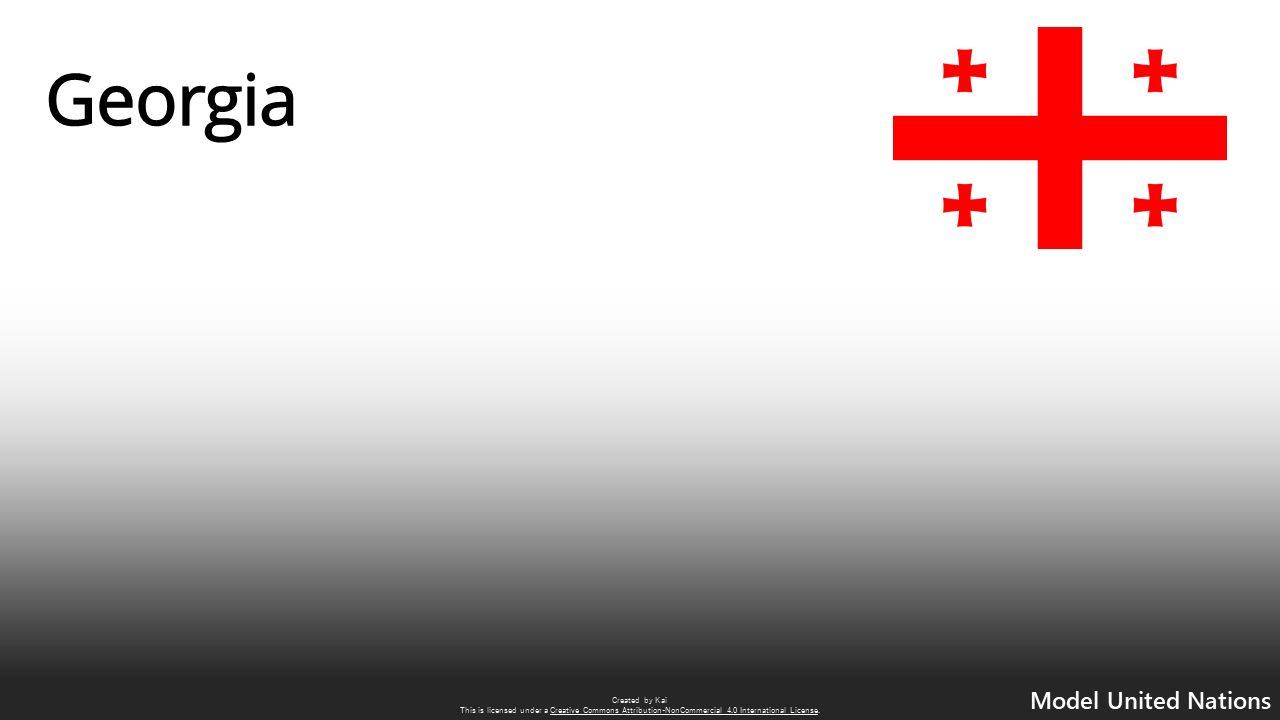 Georgia
Created by Kai
This is licensed under a Creative Commons Attribution-NonCommercial 4.0 International License.
Model United Nations